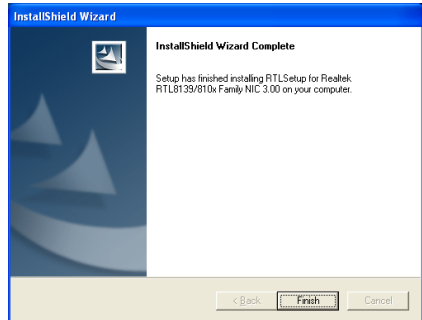 InstallShield Wizard
InstallShield Wizard Complete
Setup has finished installing RTLSetup for Realtek
RTL8139/810x Family NIC 3.00 on your computer.
< Back
Finish
Cancel